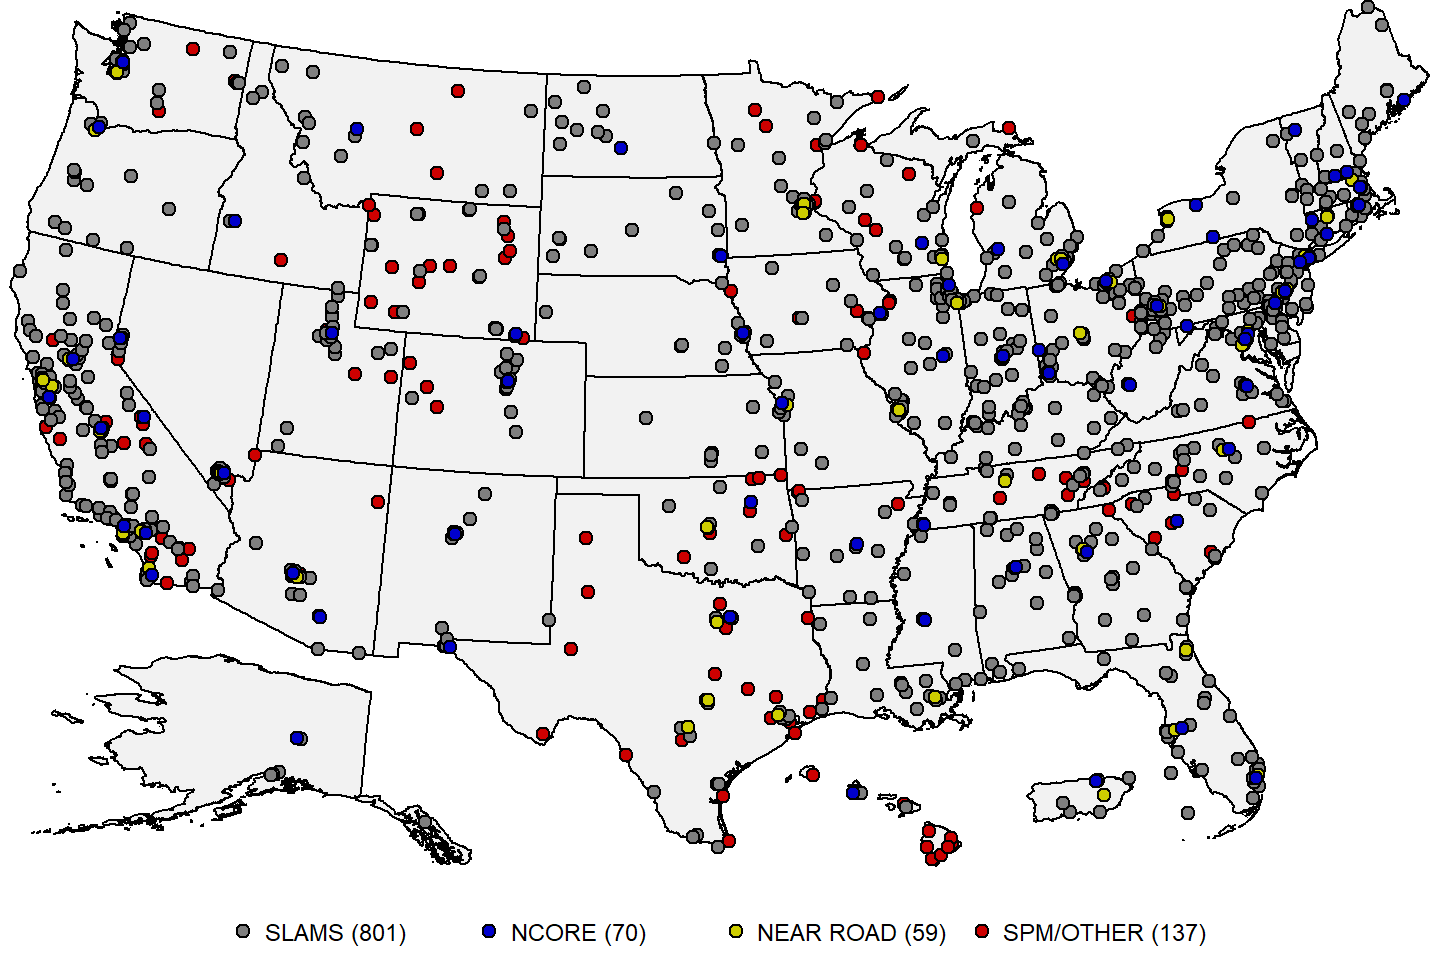 SLAMS (801) NCORE (70) NEAR ROAD (59) SPM/OTHER (137)